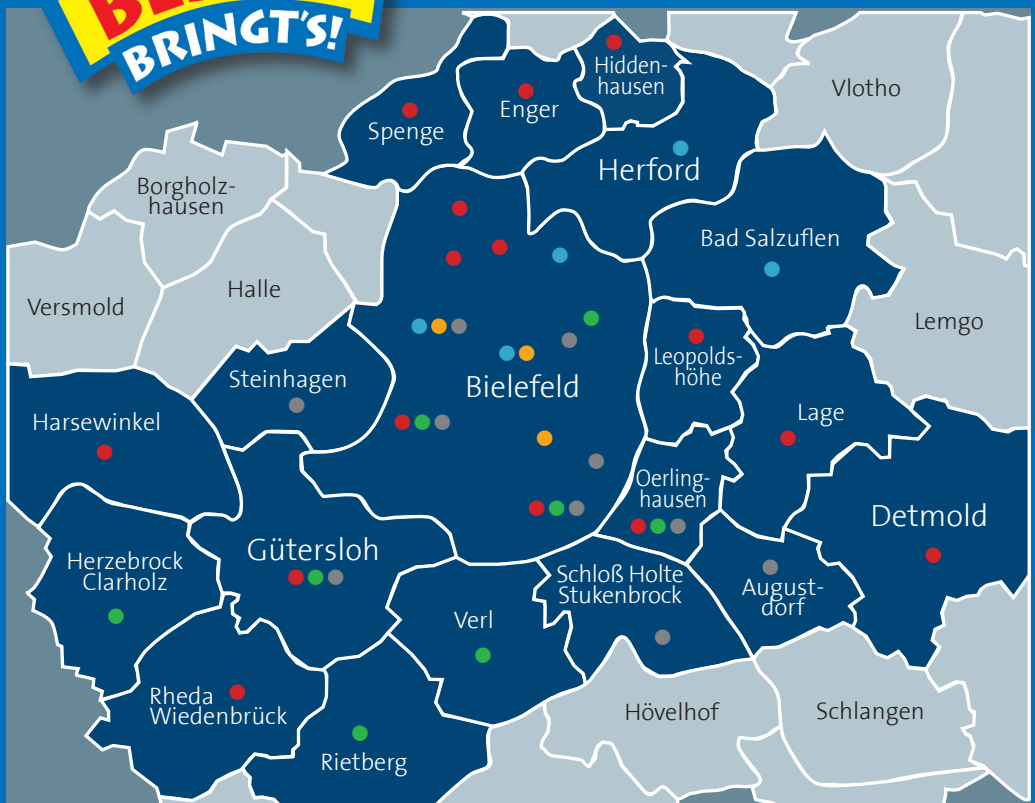 BRINGT'S!
Hidden-
hausen
Vlotho
Enger
Spenge
Herford
Borgholz-
hausen
Bad Salzuflen
Versmold
Halle
Lemgo
Leopolds-
höhe
Steinhagen
Bielefeld
Harsewinkel
Lage
Oerling-
hausen
Detmold
Gütersloh
Herzebrock
Clarholz
Schloß Holte
Stukenbrock
August-
dorf
Verl
Rheda
Wiedenbrück
Hövelhof
Schlangen
Rietberg